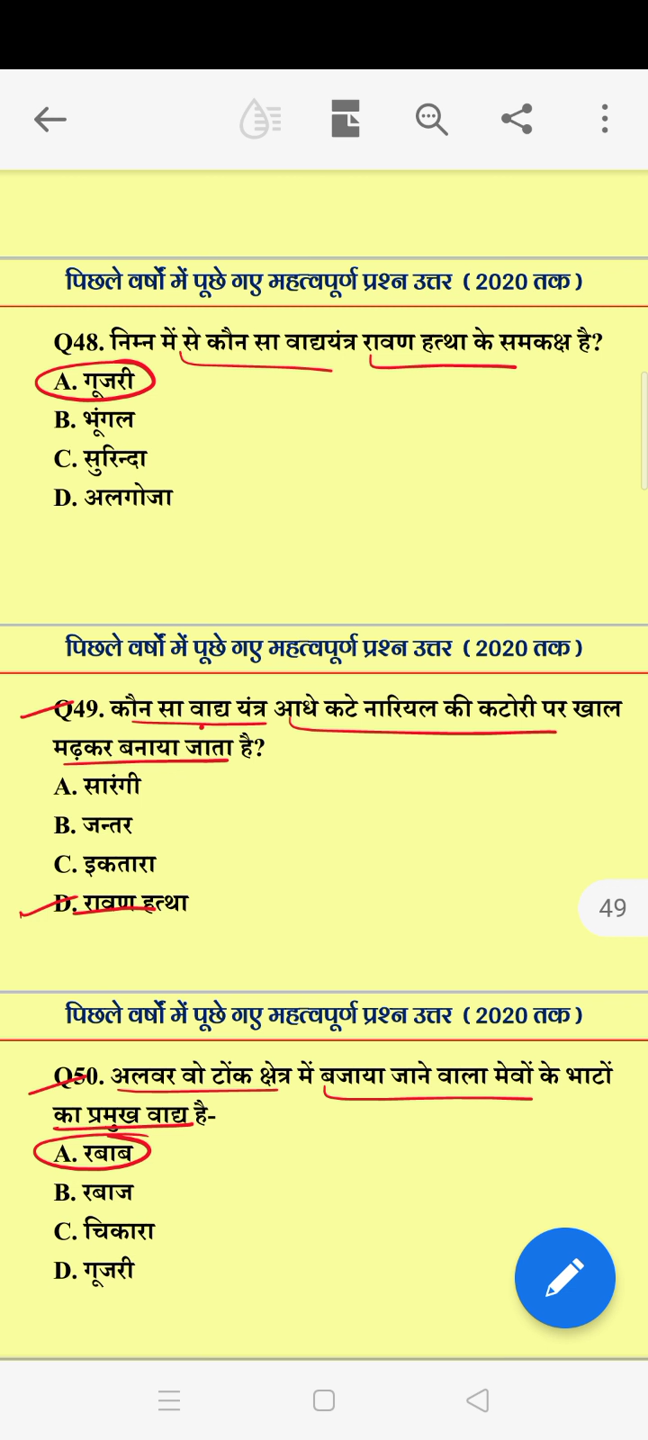 पिछले वर्षों में पूछे गए महत्वपूर्ण प्रश्न उत्तर ( 2020 तक )
Q48. निम्न में से कौन सा वाद्ययंत्र रावण हत्था के समकक्ष है?
A. गूजरी
B. भूंगल
C. सुरिन्दा
D. अलगोजा
पिछले वर्षों में पूछे गए महत्वपूर्ण प्रश्न उत्तर ( 2020 तक )
Q49. कौन सा वाद्य यंत्र आधे कटे नारियल की कटोरी पर खाल
मढ़कर बनाया जाता है?
A. सारंगी
B. जन्तर
C. इकतारा
D. रावण हत्था
49
पिछले वर्षों में पूछे गए महत्वपूर्ण प्रश्न उत्तर ( 2020 तक )
Q50. अलवर वो टोंक क्षेत्र में बजाया जाने वाला मेवों के भाटों
का प्रमुख वाद्य है-
A. रबाब
B. रबाज
C. चिकारा
D. गूजरी